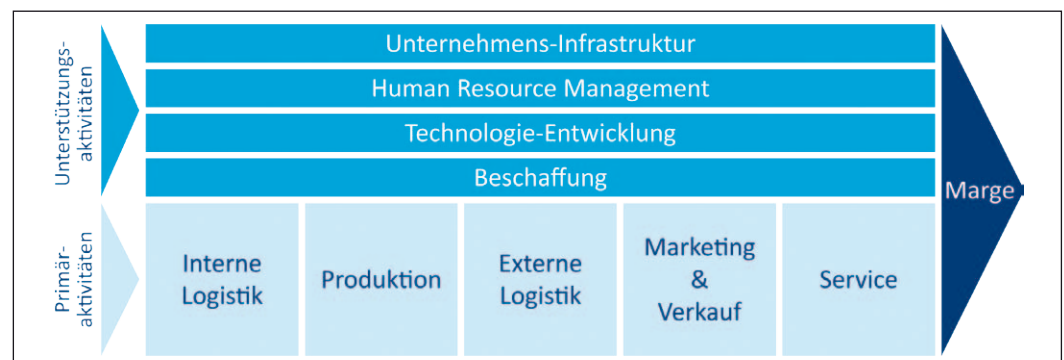 Unterstützungs-
aktivitäten
Unternehmens-Infrastruktur
Human Resource Management
Technologie-Entwicklung
Beschaffung
Marge
Primär-
aktivitäten
Interne
Logistik
Produktion
Externe
Logistik
Marketing
&
Verkauf
Service